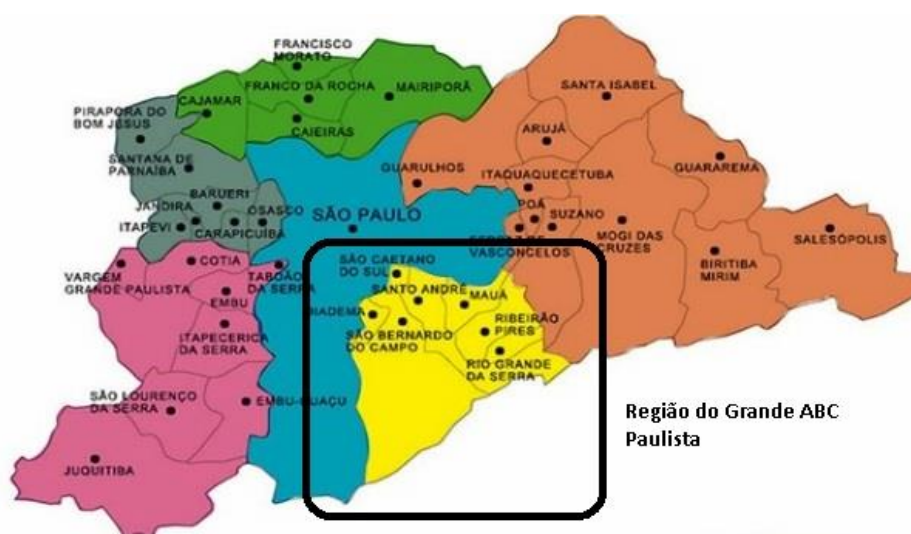 FRANCISCO
MORATO
FRANCO DA ROCHA
MAIRIPORÃ
CAJAMAR
CAIEIRAS
PIRAPORA DO
BOM JESUS
SANTANA DE
PARNAÍBA
BARUERI
JANDIRA
OSASCO
ITAPEVI
CARAPICUÍBA
SÃO PAULO
SANTA ISABEL
ARUJÁ
GUARULHOS
GUARAREMA
ITAQUAQUECETUBA
POÁ
SUZANO
VASCONCELOS
MOGI DAS
CRUZES
SALESÓPOLIS
BIRITIBA
MIRIM
COTIA
VARGEM
GRANDE PAULISTA
TABOÃO
DA SERRA
EMBU
ITAPECERICA
DA SERRA
SÃO LOURENÇO
DA SERRA
EMBU-GUAÇU
JUQUITIBA
SÃO CAETANO
DO SUL
SANTO ANDRÉ
MAUÁ
DIADEMA
SÃO BERNARDO
DO CAMPO
RIBEIRÃO
PIRES
RIO GRANDE
DA SERRA
Região do Grande ABC
Paulista